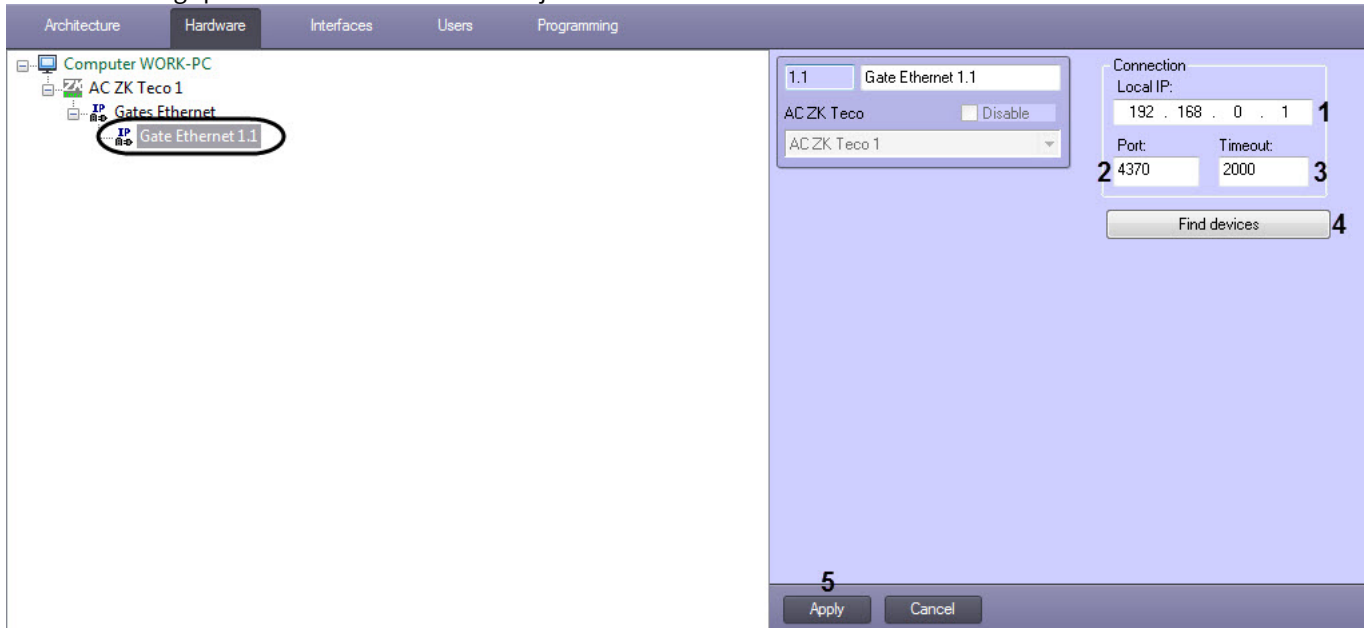 Architecture Hardware Interfaces Users Programming
Computer WORK-PC
AC ZK Teco 1
Gates Ethernet
Gate Ethernet 1.1
1.1 Gate Ethernet 1.1
AC ZK Teco Disable
AC ZK Teco 1
Connection
Local IP:
192 . 168 . 0 . 1 1
Port: Timeout:
2 4370 2000 3
Find devices 4
5
Apply Cancel